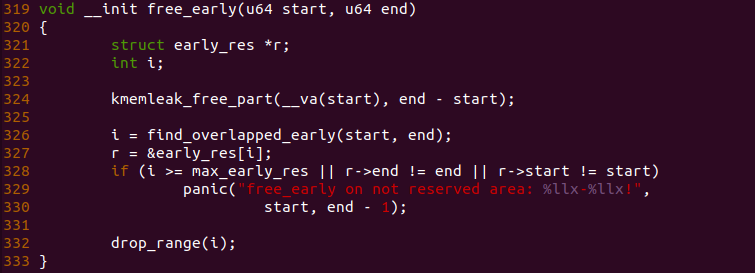 319 void __init free_early(u64 start, u64 end)
320 {
321         struct early_res *r;
322         int i;
323
324         kmemleak_free_part(__va(start), end - start);
325
326         i = find_overlapped_early(start, end);
327         r = &early_res[i];
328         if (i >= max_early_res || r->end != end || r->start != start)
329                 panic("free_early on not reserved area: %llx-%llx!",
330                          start, end - 1);
331
332         drop_range(i);
333 }